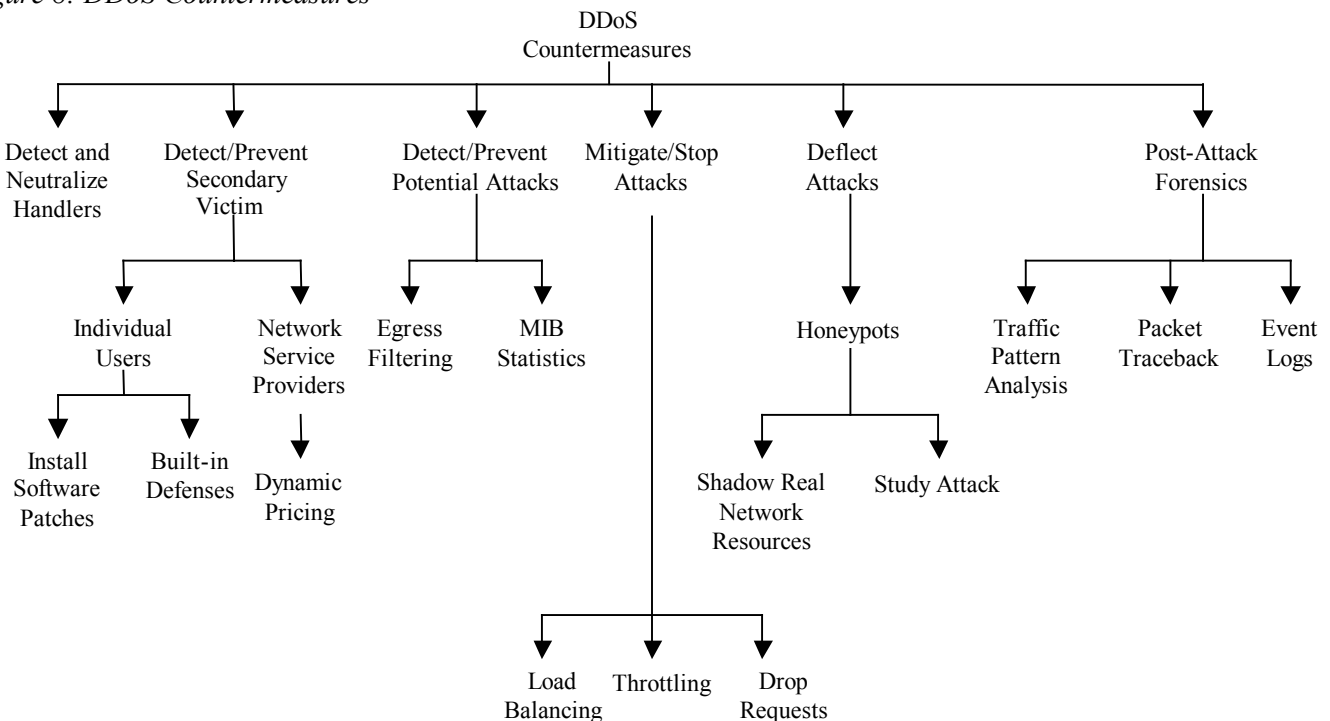 DDoS Countermeasures
DDoS
Countermeasures
Detect and
Neutralize
Handlers
Detect/Prevent
Secondary
Victim
Detect/Prevent
Potential Attacks
Mitigate/Stop
Attacks
Deflect
Attacks
Post-Attack
Forensics
Individual
Users
Network
Service
Providers
Egress
Filtering
MIB
Statistics
Honeypots
Traffic
Pattern
Analysis
Packet
Traceback
Event
Logs
Install
Software
Patches
Built-in
Defenses
Dynamic
Pricing
Shadow Real
Network
Resources
Study Attack
Load
Balancing
Throttling
Drop
Requests